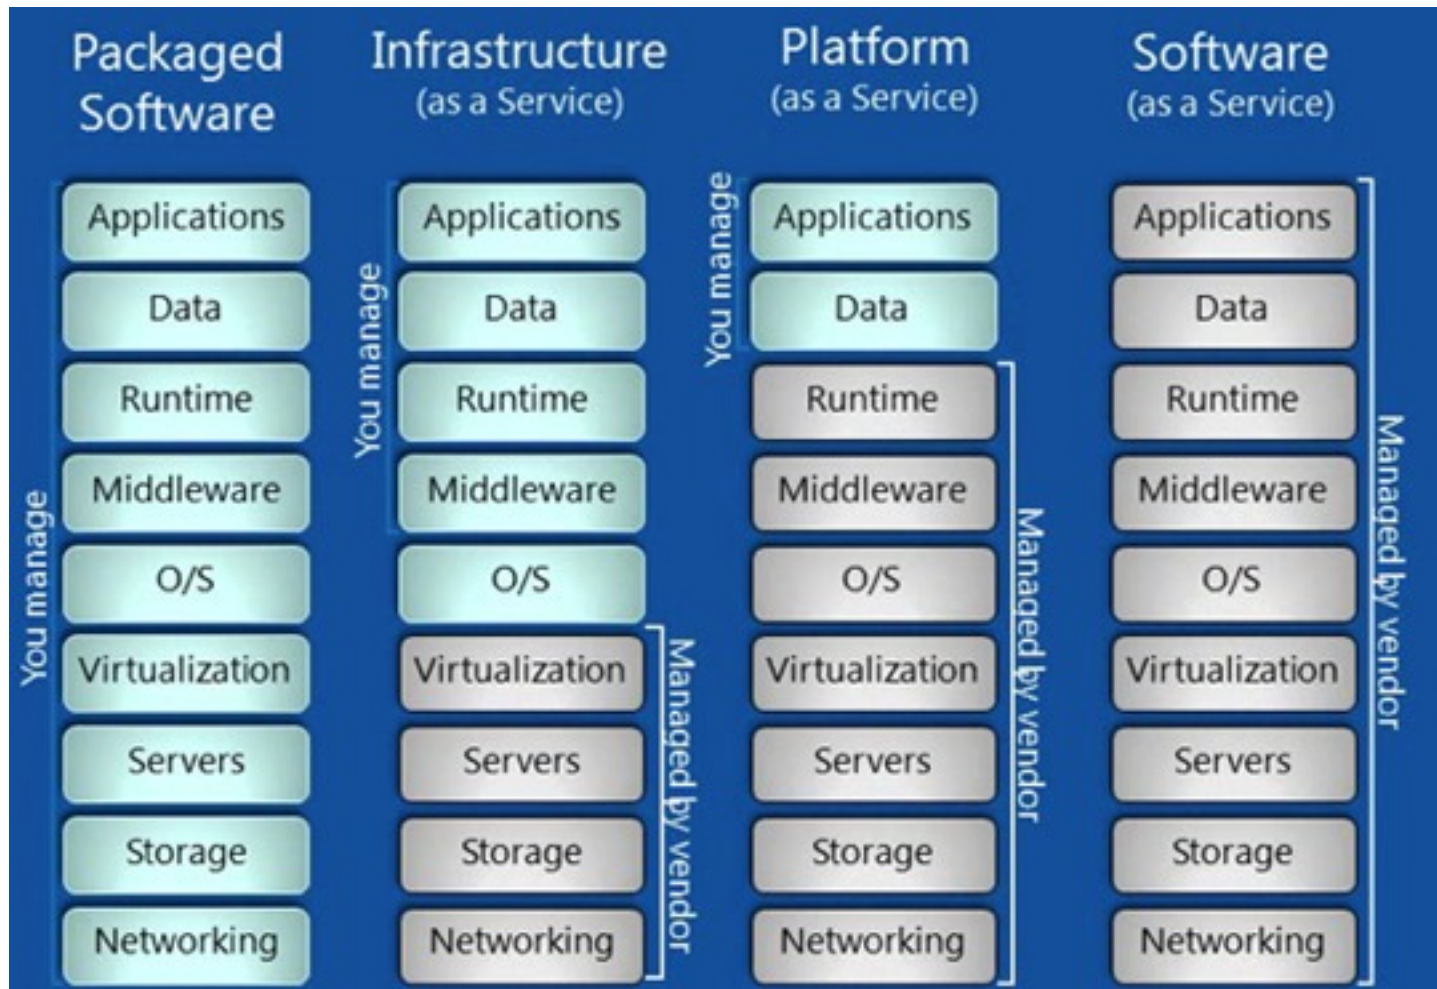 Packaged
Software
You manage
Applications
Data
Runtime
Middleware
O/S
Virtualization
Servers
Storage
Networking
Infrastructure
(as a Service)
You manage
Applications
Data
Runtime
Middleware
O/S
Virtualization
Servers
Storage
Networking
Managed by vendor
Platform
(as a Service)
You manage
Applications
Data
Runtime
Middleware
O/S
Virtualization
Servers
Storage
Networking
Managed by vendor
Software
(as a Service)
Applications
Data
Runtime
Middleware
O/S
Virtualization
Servers
Storage
Networking
Managed by vendor